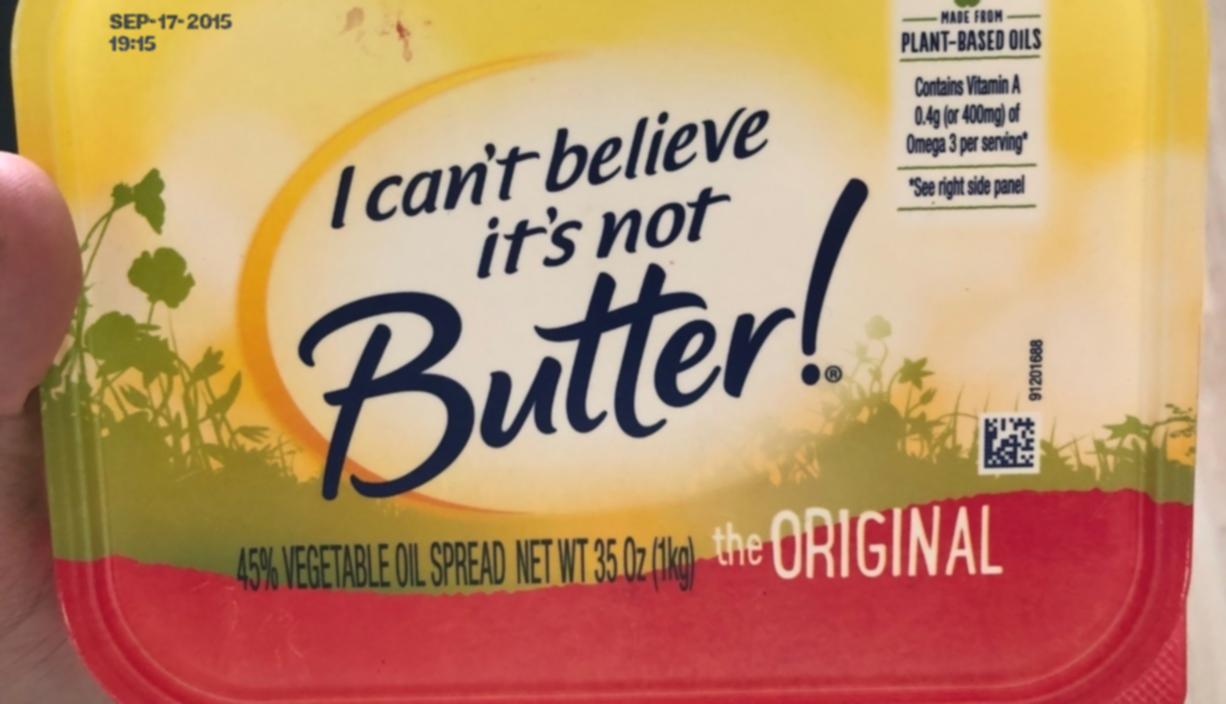 SEP-17-2015
19:15
MADE FROM
PLANT-BASED OILS
Contains Vitamin A
0.4g (or 400mg) of
Omega 3 per serving*
*See right side panel
I can't believe
it's not
Butter!®
91201688
45% VEGETABLE OIL SPREAD NET WT 35 Oz (1kg)
the ORIGINAL